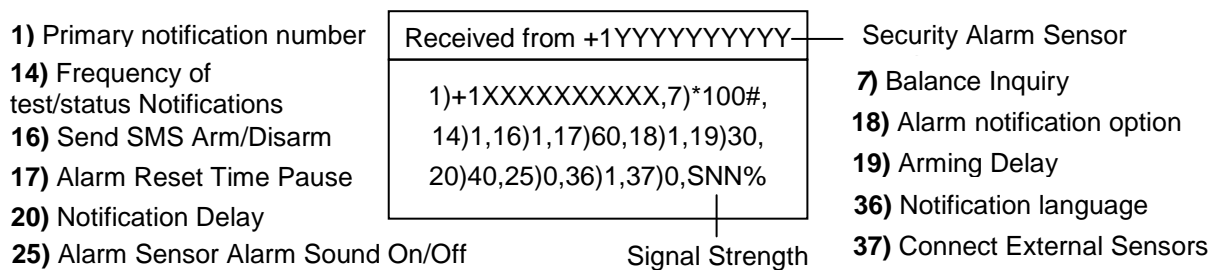 1) Primary notification number
14) Frequency of
test/status Notifications
16) Send SMS Arm/Disarm
17) Alarm Reset Time Pause
20) Notification Delay
25) Alarm Sensor Alarm Sound On/Off
Received from +1YYYYYYYYYY
1)+1XXXXXXXXXX,7)*100#,
14)1,16)1,17)60,18)1,19)30,
20)40,25)0,36)1,37)0,SNN%
Signal Strength
Security Alarm Sensor
7) Balance Inquiry
18) Alarm notification option
19) Arming Delay
36) Notification language
37) Connect External Sensors